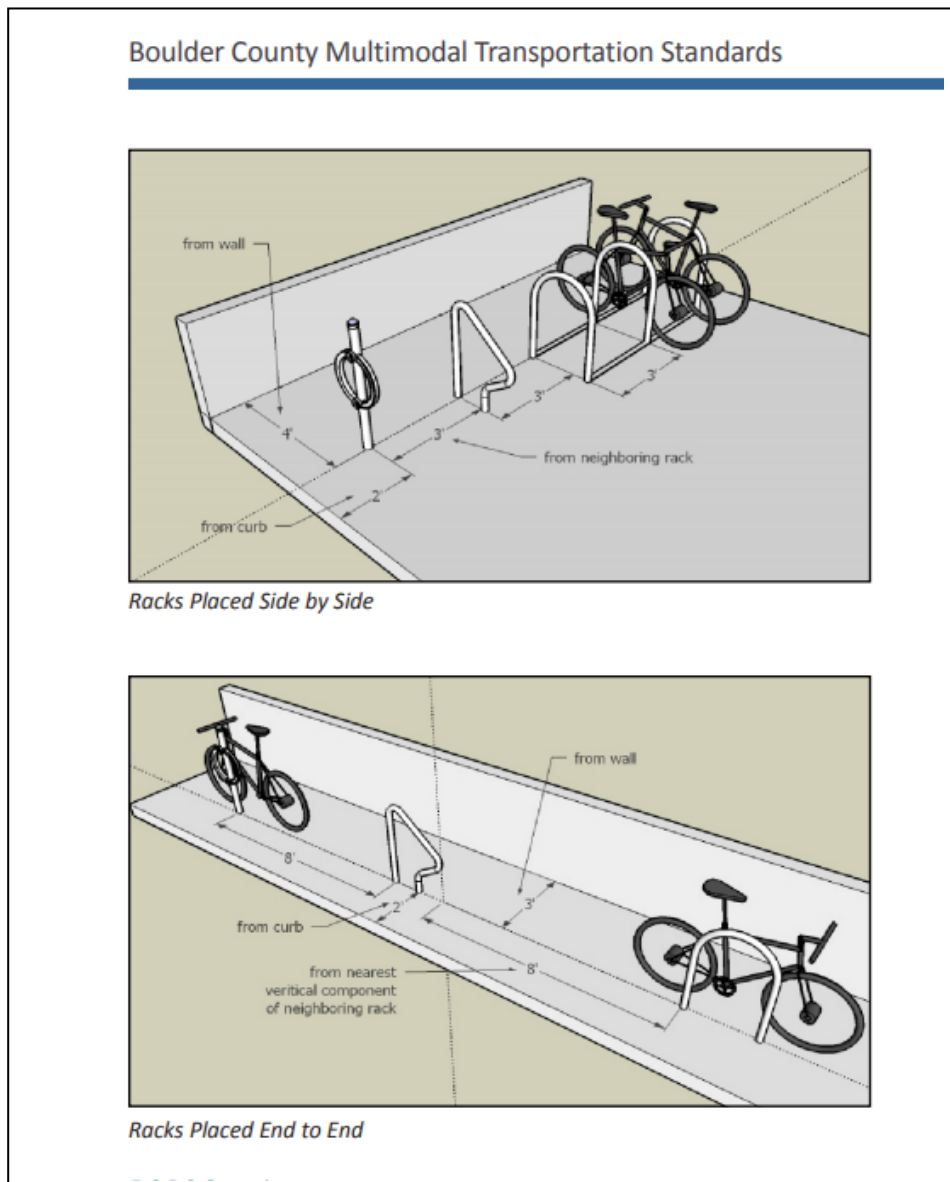 Boulder County Multimodal Transportation Standards
from wall
4'
3'
3'
3'
from neighboring rack
2'
from curb
Racks Placed Side by Side
from wall
8'
3'
2'
from curb
8'
from nearest
veritical component
of neighboring rack
Racks Placed End to End